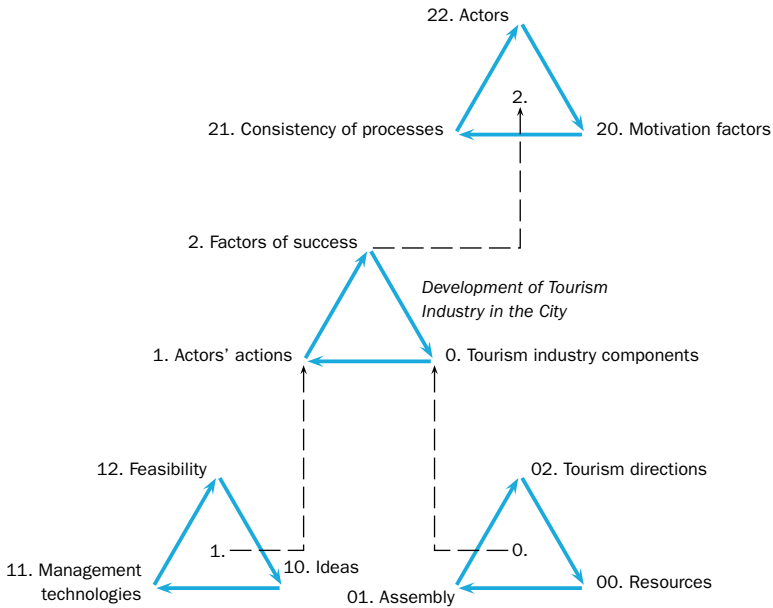 22. Actors
2.
21. Consistency of processes
20. Motivation factors
2. Factors of success
Development of Tourism
Industry in the City
1. Actors’ actions
0. Tourism industry components
12. Feasibility
02. Tourism directions
1.
0.
10. Ideas
11. Management
technologies
00. Resources
01. Assembly